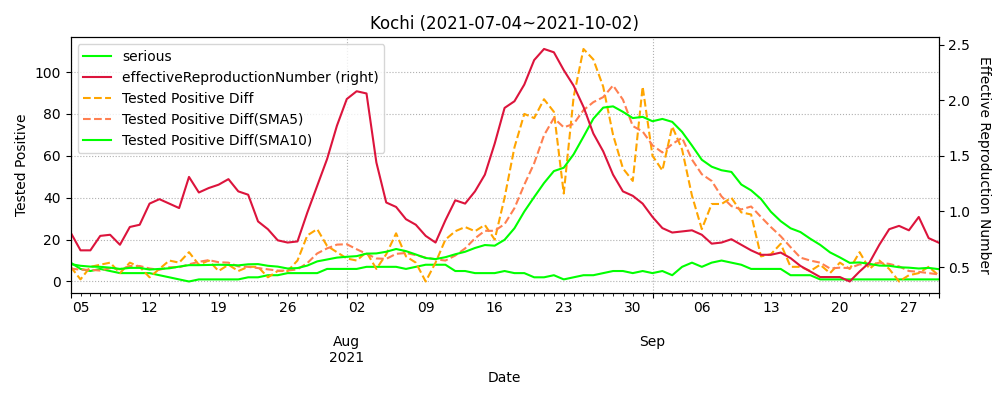 Kochi (2021-07-04~2021-10-02)
serious
effectiveReproductionNumber (right)
Tested Positive Diff
Tested Positive Diff(SMA5)
Tested Positive Diff(SMA10)
Tested Positive
100
80
60
40
20
0
2.5
2.0
1.5
1.0
0.5
Effective Reproduction Number
05 12 19 26 02 09 16 23 30 06 13 20 27
Aug Sep
2021
Date